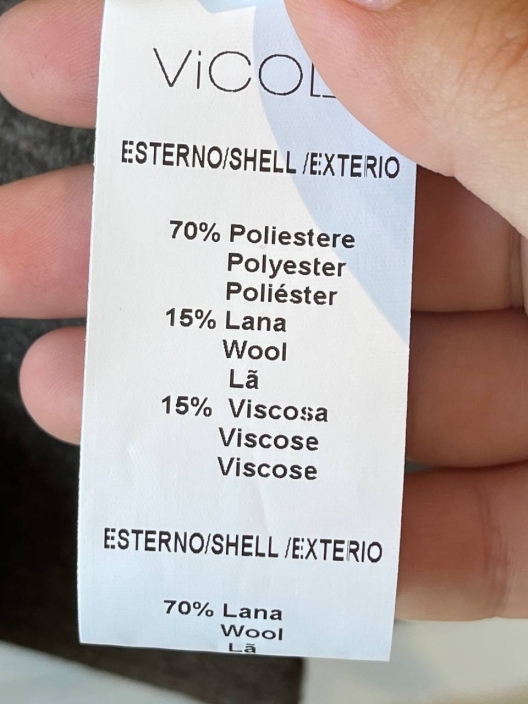 ViCOL
ESTERNO/SHELL /EXTERIO
70% Poliestere
Polyester
Poliéster
15% Lana
Wool
Lã
15% Viscosa
Viscose
Viscose
ESTERNO/SHELL /EXTERIO
70% Lana
Wool
Lã